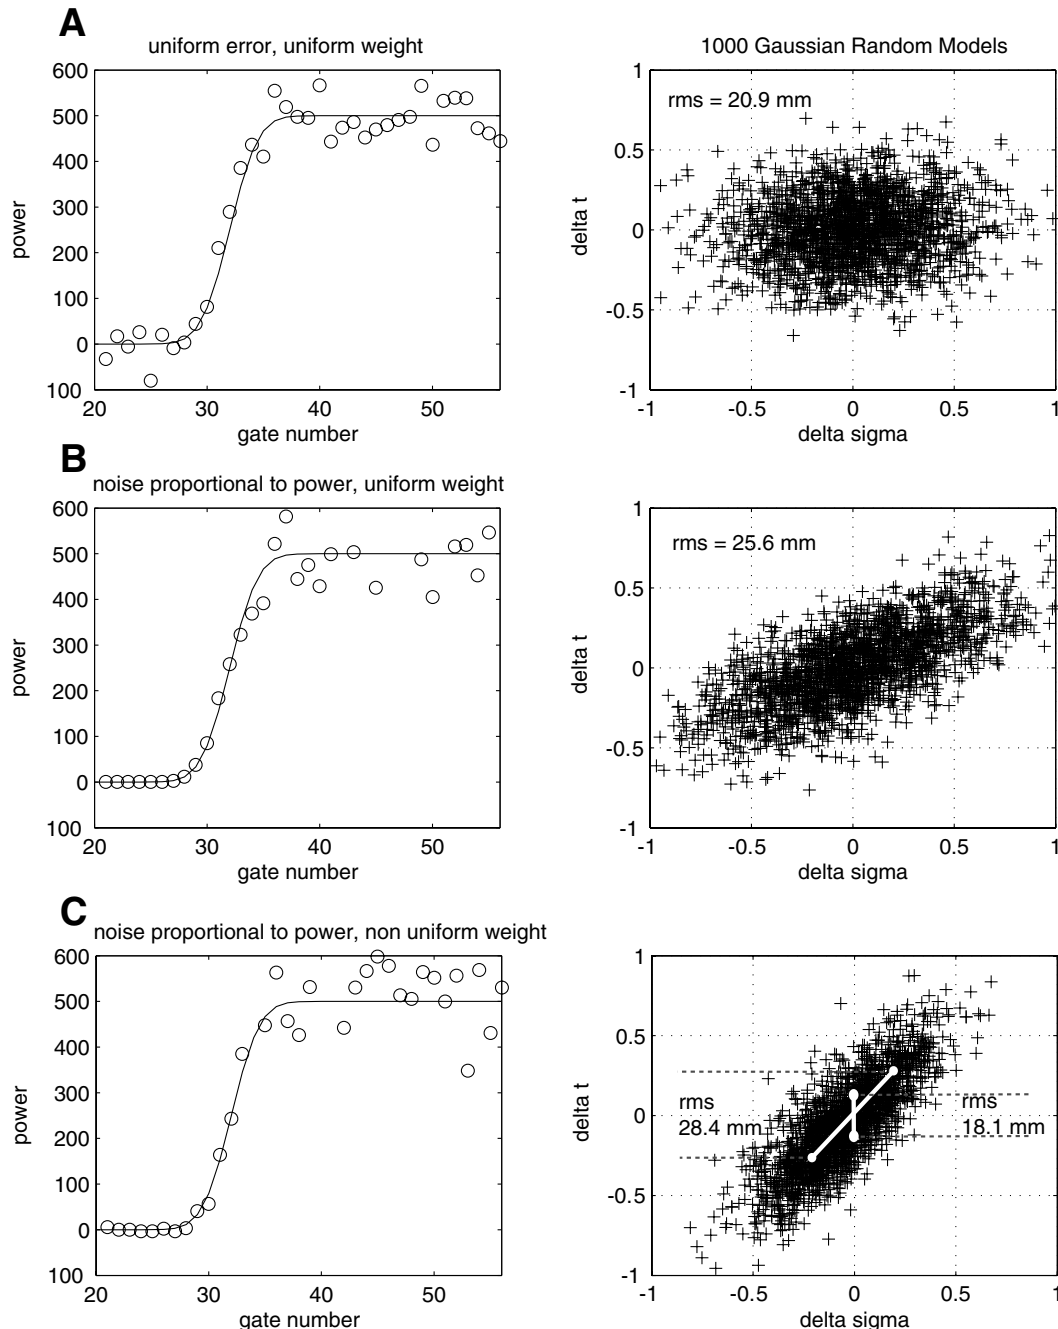 A
uniform error, uniform weight
1000 Gaussian Random Models
600
500
400
300
200
100
0
100
power
20 30 40 50
gate number
1
0.5
0
-0.5
-1
delta t
rms = 20.9 mm
-1 -0.5 0 0.5 1
delta sigma
B
noise proportional to power, uniform weight
600
500
400
300
200
100
0
100
power
20 30 40 50
gate number
1
0.5
0
-0.5
-1
delta t
rms = 25.6 mm
-1 -0.5 0 0.5 1
delta sigma
C
noise proportional to power, non uniform weight
600
500
400
300
200
100
0
100
power
20 30 40 50
gate number
1
0.5
0
-0.5
-1
delta t
rms
28.4 mm
rms
18.1 mm
-1 -0.5 0 0.5 1
delta sigma